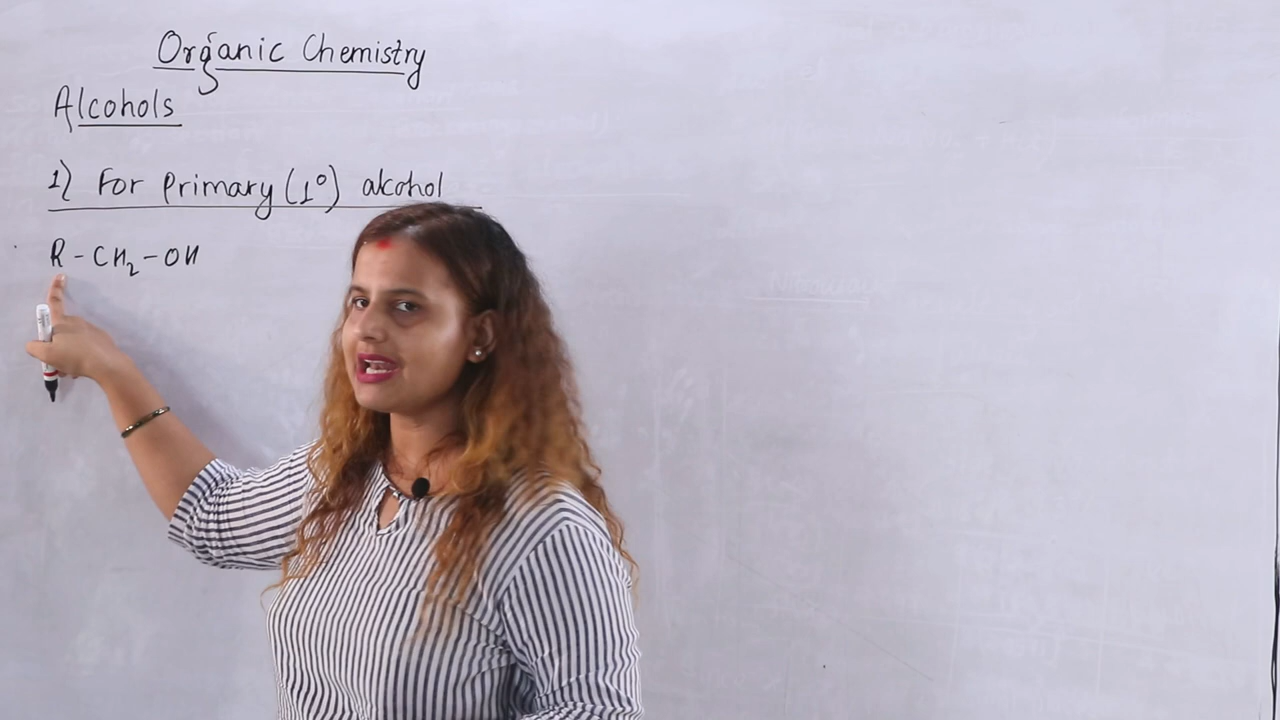 Organic Chemistry
Alcohols
1) For Primary (1°) alcohol
R-CH₂-OH